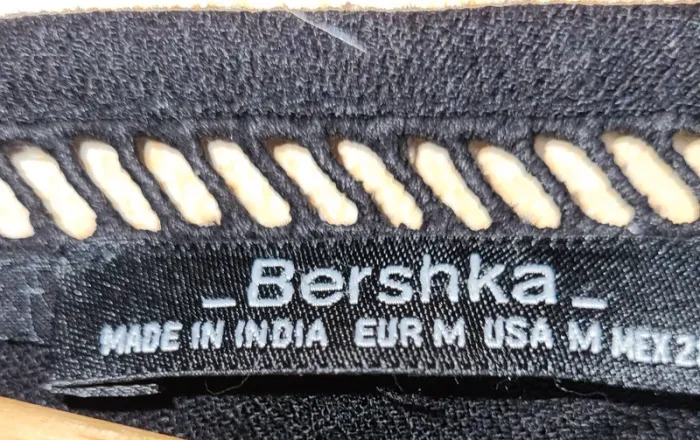 _Bershka_
MADE IN INDIA EUR M USA M MEX